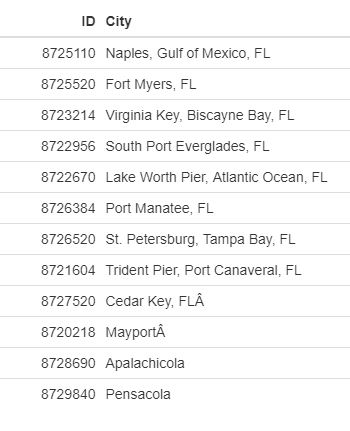 ID City
8725110 Naples, Gulf of Mexico, FL
8725520 Fort Myers, FL
8723214 Virginia Key, Biscayne Bay, FL
8722956 South Port Everglades, FL
8722670 Lake Worth Pier, Atlantic Ocean, FL
8726384 Port Manatee, FL
8726520 St. Petersburg, Tampa Bay, FL
8721604 Trident Pier, Port Canaveral, FL
8727520 Cedar Key, FLÂ
8720218 MayportÂ
8728690 Apalachicola
8729840 Pensacola